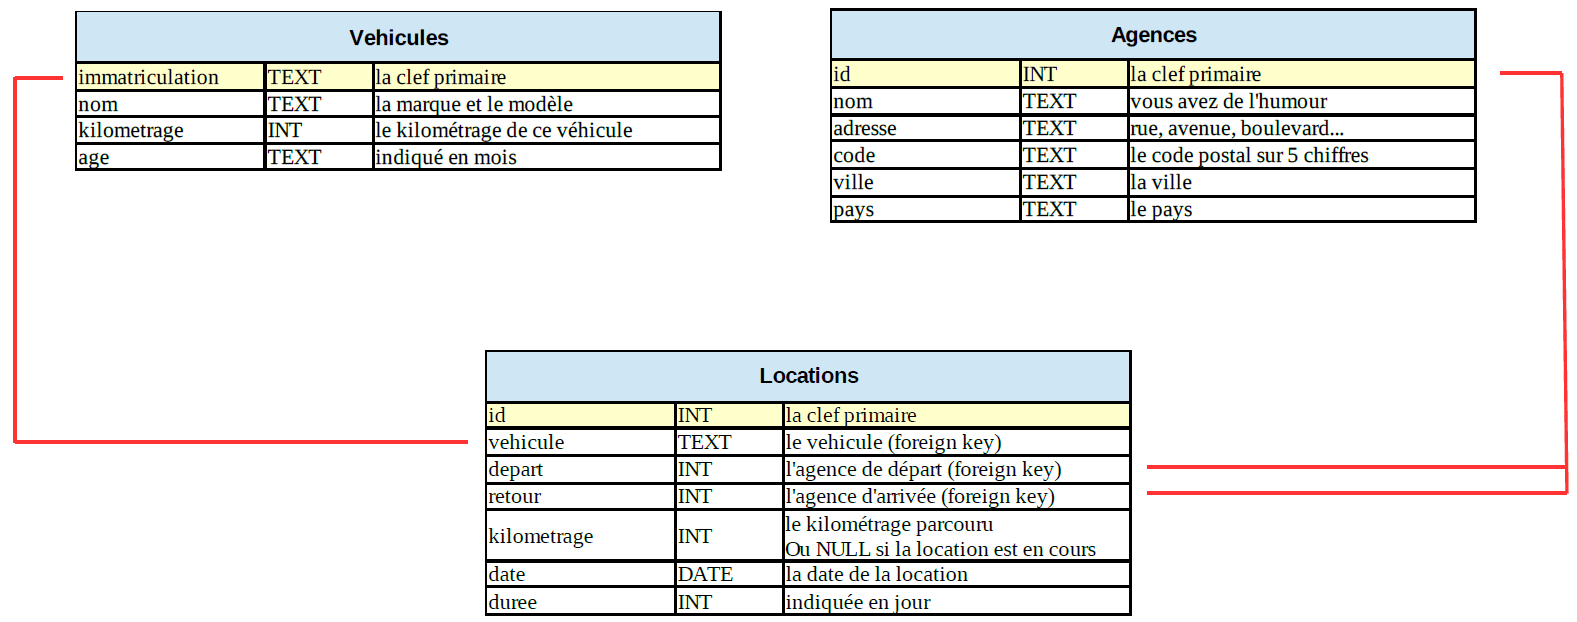 Vehicules
immatriculation TEXT la clef primaire
nom TEXT la marque et le modèle
kilometrage INT le kilométrage de ce véhicule
age TEXT indiqué en mois
Agences
id INT la clef primaire
nom TEXT vous avez de l'humour
adresse TEXT rue, avenue, boulevard...
code TEXT le code postal sur 5 chiffres
ville TEXT la ville
pays TEXT le pays
Locations
id INT la clef primaire
vehicule TEXT le vehicule (foreign key)
depart INT l'agence de départ (foreign key)
retour INT l'agence d'arrivée (foreign key)
kilometrage INT le kilométrage parcouru
Ou NULL si la location est en cours
date DATE la date de la location
duree INT indiquée en jour